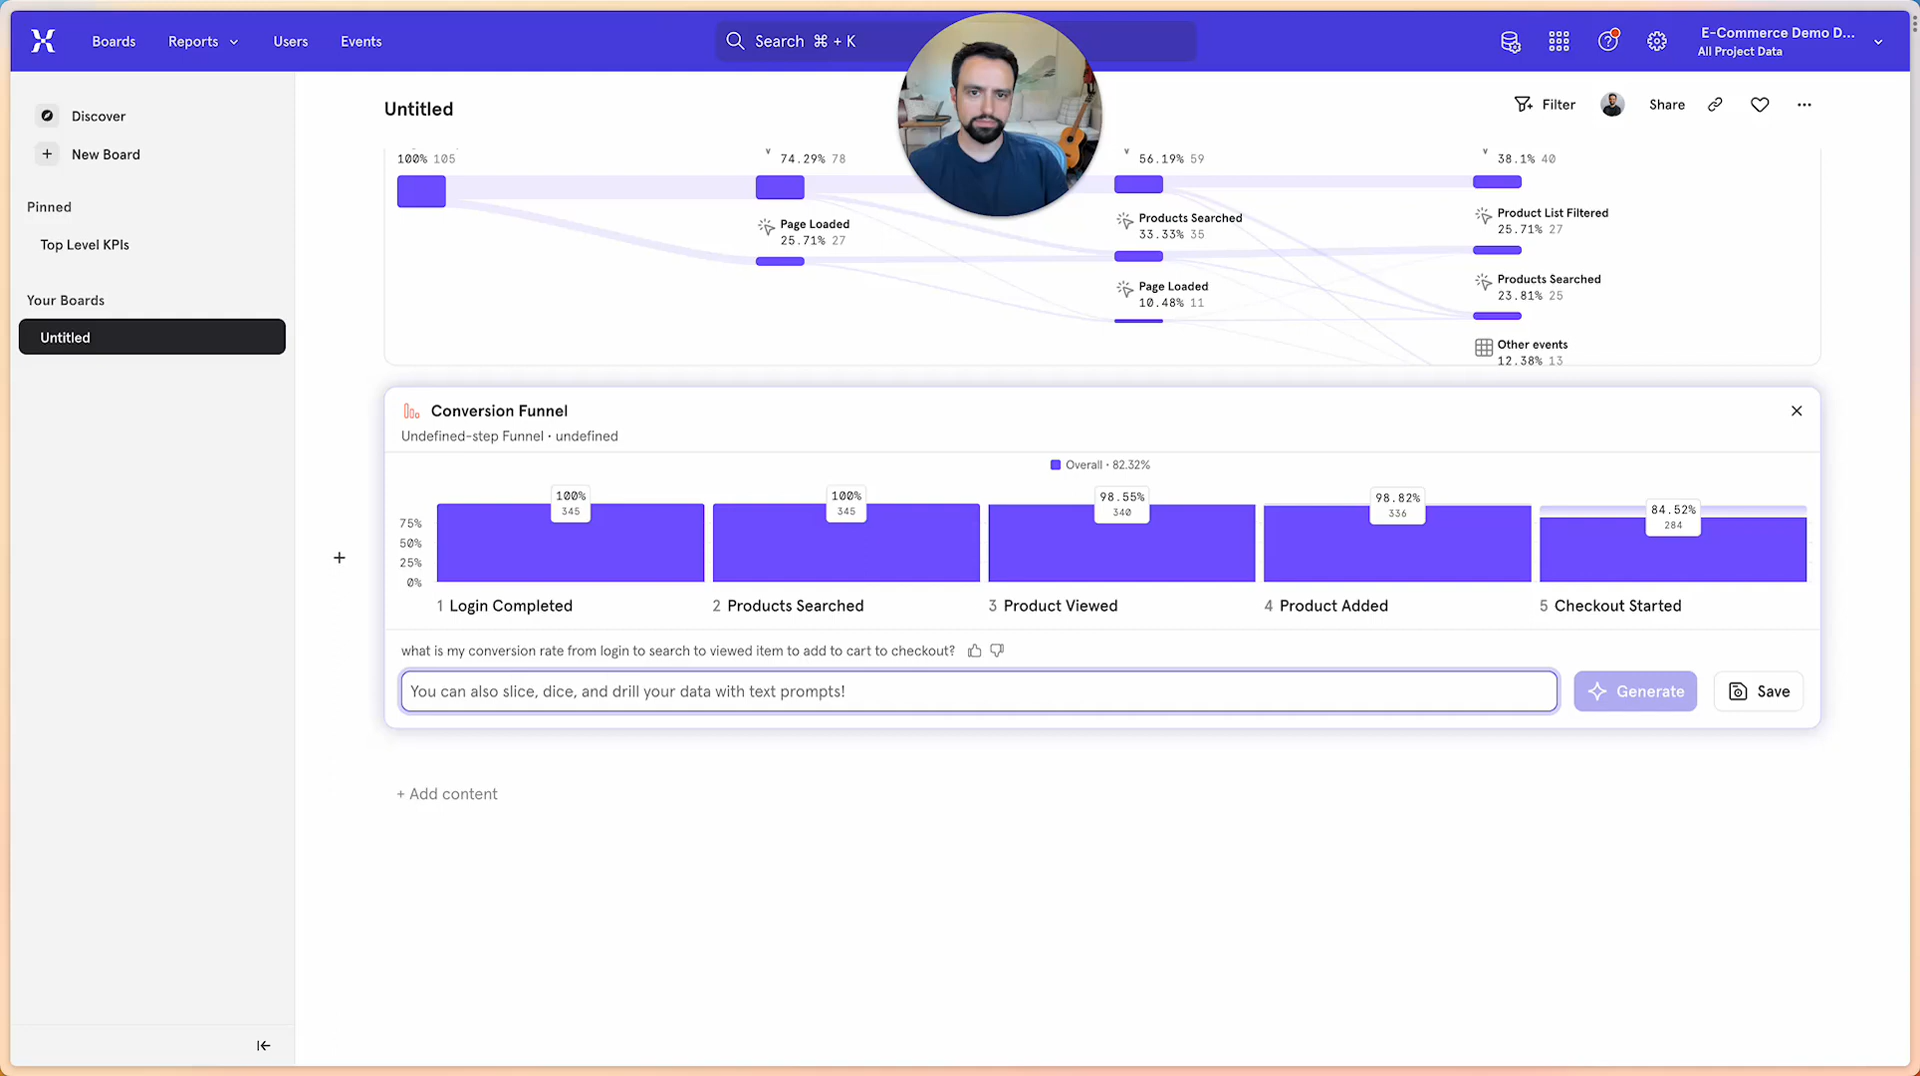 Boards
Reports
Users
Events
Search ⌘ + K
E-Commerce Demo D...
All Project Data
Discover
New Board
Pinned
Top Level KPIs
Your Boards
Untitled
Untitled
Filter
Share
100% 105
74.29% 78
56.19% 59
38.1% 40
Page Loaded
25.71% 27
Products Searched
33.33% 35
Page Loaded
10.48% 11
Product List Filtered
25.71% 27
Products Searched
23.81% 25
Other events
12.38% 13
Conversion Funnel
Undefined-step Funnel • undefined
Overall • 82.32%
75%
50%
25%
0%
100%
345
100%
345
98.55%
340
98.82%
336
84.52%
284
1 Login Completed
2 Products Searched
3 Product Viewed
4 Product Added
5 Checkout Started
what is my conversion rate from login to search to viewed item to add to cart to checkout?
You can also slice, dice, and drill your data with text prompts!
Generate
Save
+ Add content